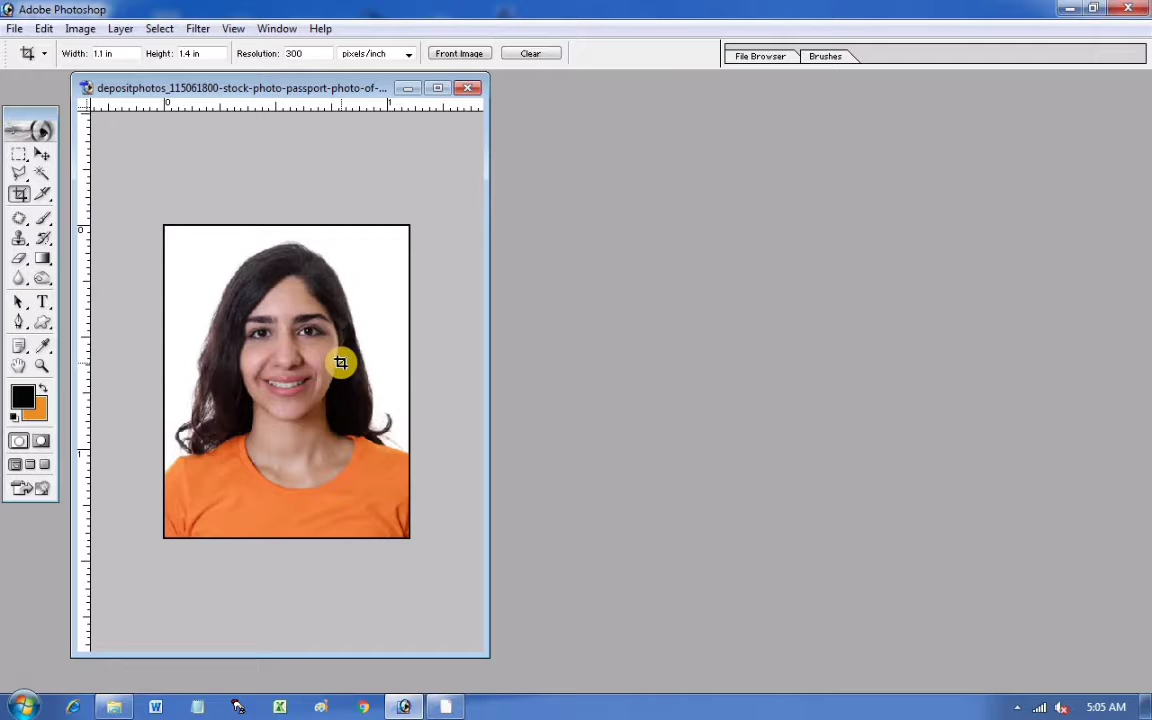 Adobe Photoshop
File Edit Image Layer Select Filter View Window Help
Width: 1.1 in Height: 1.4 in Resolution: 300 pixels/inch Front Image Clear File Browser Brushes
depositphotos_115061800-stock-photo-passport-photo-of-...
0 1
0
1
T
W X
5:05 AM